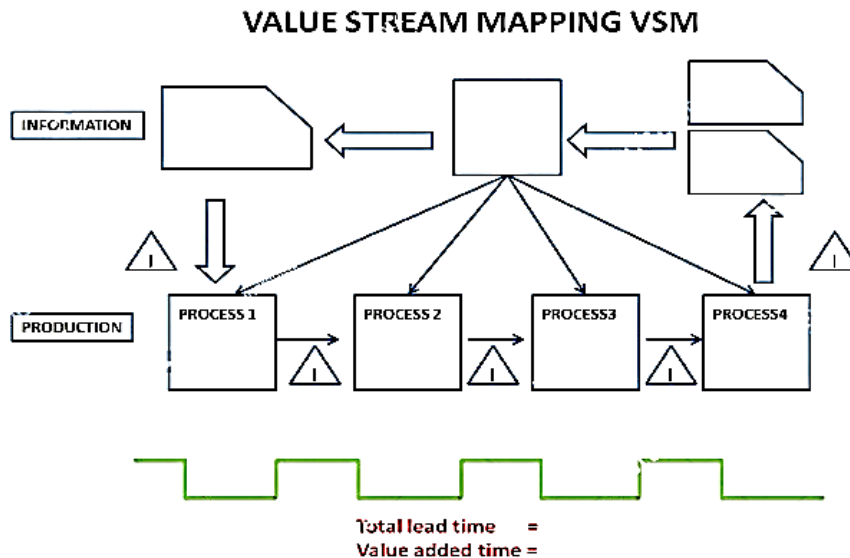 VALUE STREAM MAPPING VSM
INFORMATION
I
I
PRODUCTION
PROCESS 1
PROCESS 2
PROCESS3
PROCESS4
I
I
I
Total lead time =
Value added time =